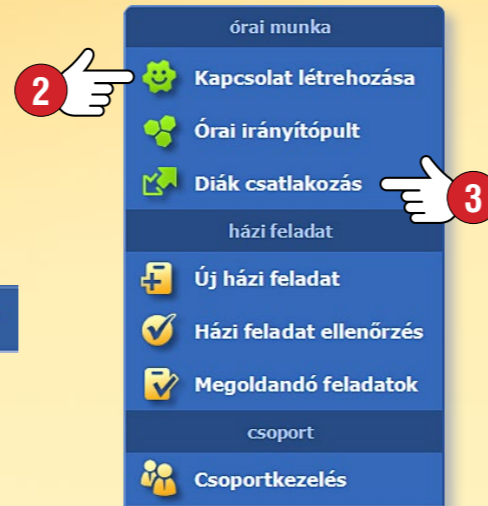 órai munka
2
Kapcsolat létrehozása
Órai irányítópult
Diák csatlakozás
3
házi feladat
Új házi feladat
Házi feladat ellenőrzés
Megoldandó feladatok
csoport
Csoportkezelés